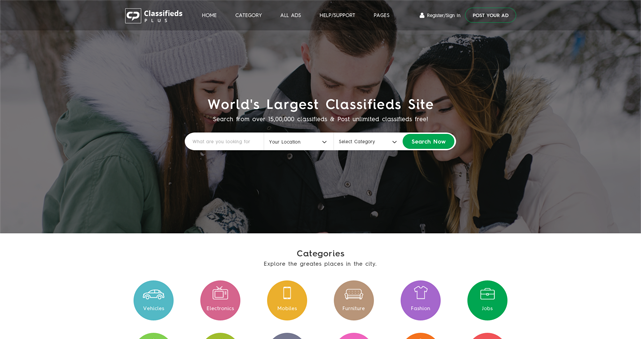 Classifieds
PLUS
HOME
CATEGORY
ALL ADS
HELP/SUPPORT
PAGES
Register/Sign In
POST YOUR AD
World's Largest Classifieds Site
Search from over 15,00,000 classifieds & Post unlimited classifieds free!
What are you looking for
Your Location
Select Category
Search Now
Categories
Explore the greates places in the city.
Vehicles
Electronics
Mobiles
Furniture
Fashion
Jobs